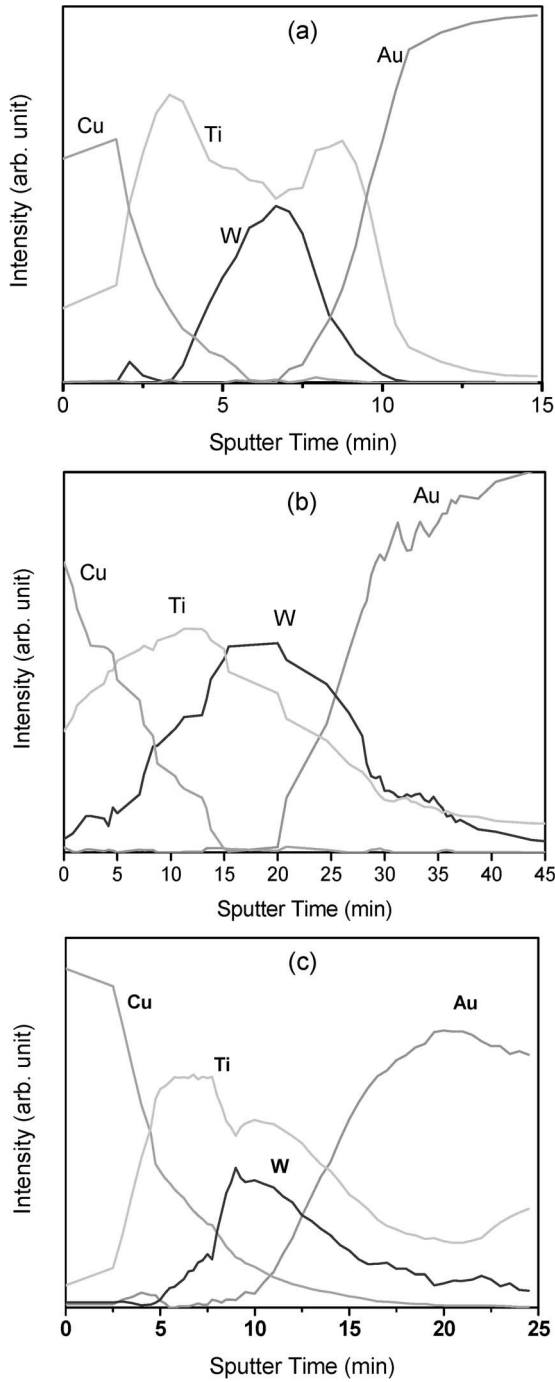 (a)
Au
Cu
Ti
W
Intensity (arb. unit)
0 5 10 15
Sputter Time (min)
(b)
Au
Cu
Ti
W
Intensity (arb. unit)
0 5 10 15 20 25 30 35 40 45
Sputter Time (min)
(c)
Cu
Au
Ti
W
Intensity (arb. unit)
0 5 10 15 20 25
Sputter Time (min)